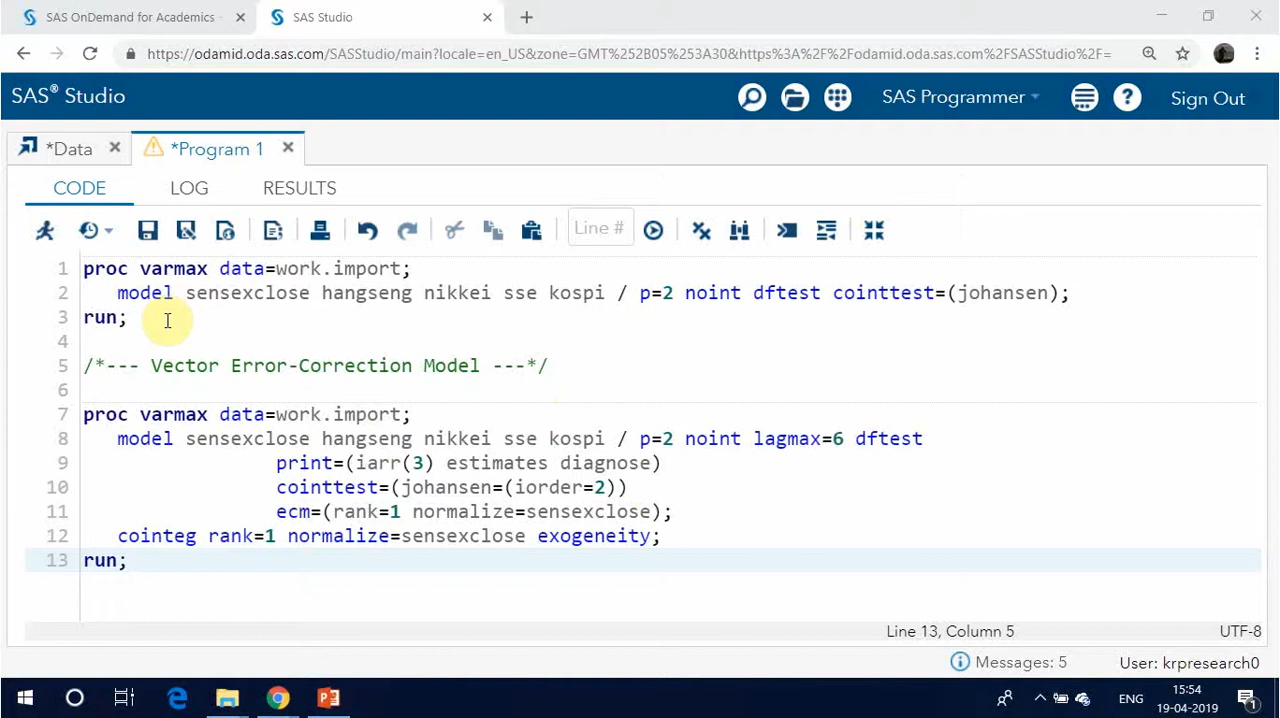 SAS OnDemand for Academics
SAS Studio
https://odamid.oda.sas.com/SASStudio/main?locale=en_US&zone=GMT%252B05%253A30&https%3A%2F%2Fodamid.oda.sas.com%2FSASStudio%2F=
SAS® Studio
SAS Programmer
Sign Out
*Data
*Program 1
CODE
LOG
RESULTS
Line #
1 proc varmax data=work.import;
2 model sensexclose hangseng nikkei sse kospi / p=2 noint dftest cointtest=(johansen);
3 run;
4
5 /*--- Vector Error-Correction Model ---*/
6
7 proc varmax data=work.import;
8 model sensexclose hangseng nikkei sse kospi / p=2 noint lagmax=6 dftest
9 print=(iarr(3) estimates diagnose)
10 cointtest=(johansen=(iorder=2))
11 ecm=(rank=1 normalize=sensexclose);
12 cointeg rank=1 normalize=sensexclose exogeneity;
13 run;
Line 13, Column 5
UTF-8
Messages: 5
User: krpresearch0
ENG
15:54
19-04-2019
1